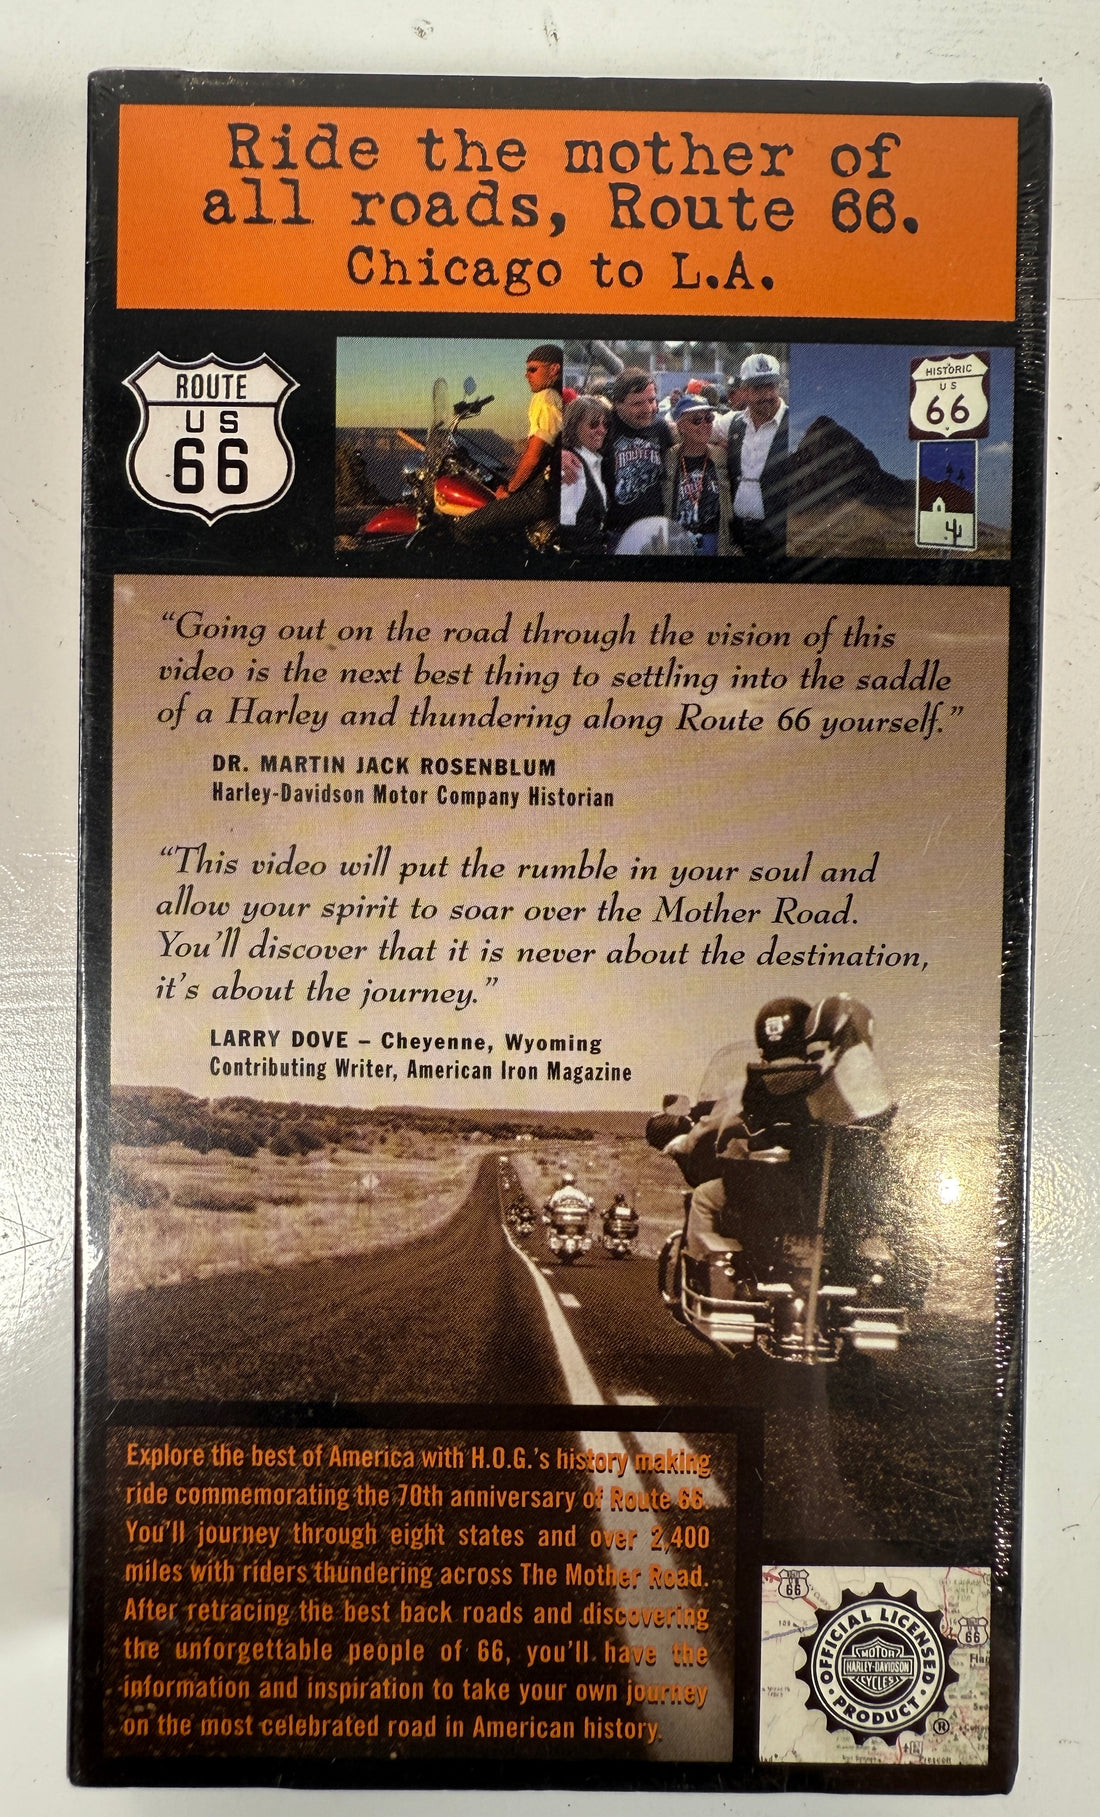 Ride the mother of
all roads, Route 66.
Chicago to L.A.
ROUTE
U S
66
ROUTE 66
HISTORIC
U S
66
“Going out on the road through the vision of this
video is the next best thing to settling into the saddle
of a Harley and thundering along Route 66 yourself.”
DR. MARTIN JACK ROSENBLUM
Harley-Davidson Motor Company Historian
“This video will put the rumble in your soul and
allow your spirit to soar over the Mother Road.
You’ll discover that it is never about the destination,
it’s about the journey.”
LARRY DOVE – Cheyenne, Wyoming
Contributing Writer, American Iron Magazine
Explore the best of America with H.O.G.’s history making
ride commemorating the 70th anniversary of Route 66.
You’ll journey through eight states and over 2,400
miles with riders thundering across The Mother Road.
After retracing the best back roads and discovering
the unforgettable people of 66, you’ll have the
information and inspiration to take your own journey
on the most celebrated road in American history.
66
66
OFFICIAL LICENSED
MOTOR
HARLEY-DAVIDSON
CYCLES
PRODUCT
®